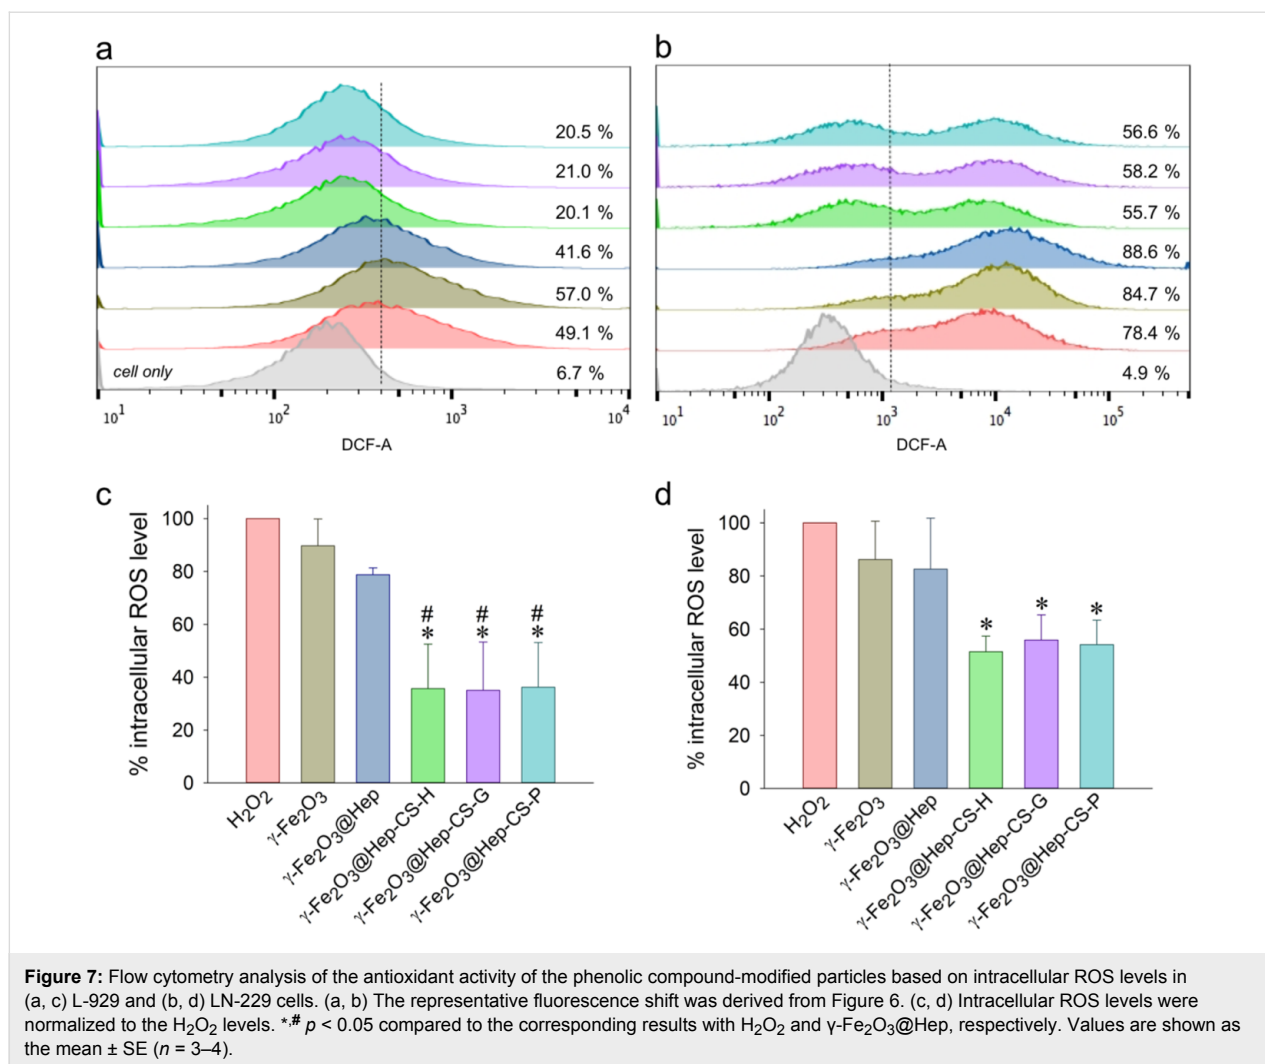 a
20.5 %
21.0 %
20.1 %
41.6 %
57.0 %
49.1 %
cell only
6.7 %
10¹ 10² 10³ 10⁴
DCF-A
b
56.6 %
58.2 %
55.7 %
88.6 %
84.7 %
78.4 %
4.9 %
10¹ 10² 10³ 10⁴ 10⁵
DCF-A
c
% intracellular ROS level
100
80
60
40
20
0
# # #
* * *
H₂O₂
γ-Fe₂O₃
γ-Fe₂O₃@Hep
γ-Fe₂O₃@Hep-CS-H
γ-Fe₂O₃@Hep-CS-G
γ-Fe₂O₃@Hep-CS-P
d
% intracellular ROS level
100
80
60
40
20
0
* * *
H₂O₂
γ-Fe₂O₃
γ-Fe₂O₃@Hep
γ-Fe₂O₃@Hep-CS-H
γ-Fe₂O₃@Hep-CS-G
γ-Fe₂O₃@Hep-CS-P
Figure 7: Flow cytometry analysis of the antioxidant activity of the phenolic compound-modified particles based on intracellular ROS levels in
(a, c) L-929 and (b, d) LN-229 cells. (a, b) The representative fluorescence shift was derived from Figure 6. (c, d) Intracellular ROS levels were
normalized to the H₂O₂ levels. *,# p < 0.05 compared to the corresponding results with H₂O₂ and γ-Fe₂O₃@Hep, respectively. Values are shown as
the mean ± SE (n = 3–4).